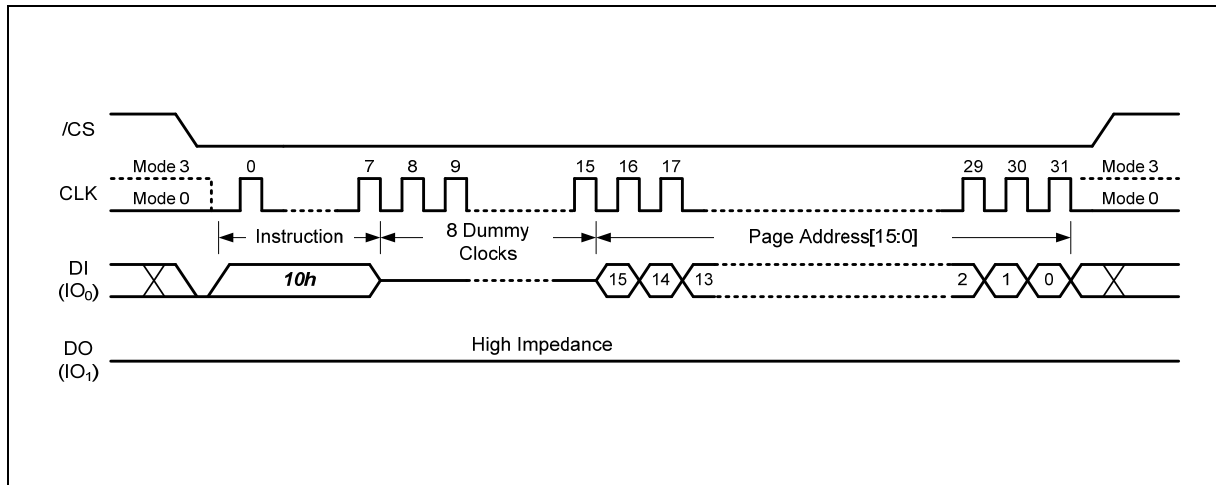 /CS
Mode 3 0 7 8 9 15 16 17 29 30 31 Mode 3
CLK
Mode 0 Mode 0
Instruction 8 Dummy Clocks Page Address[15:0]
DI (IO0) 10h 15 14 13 2 1 0
High Impedance
DO (IO1)